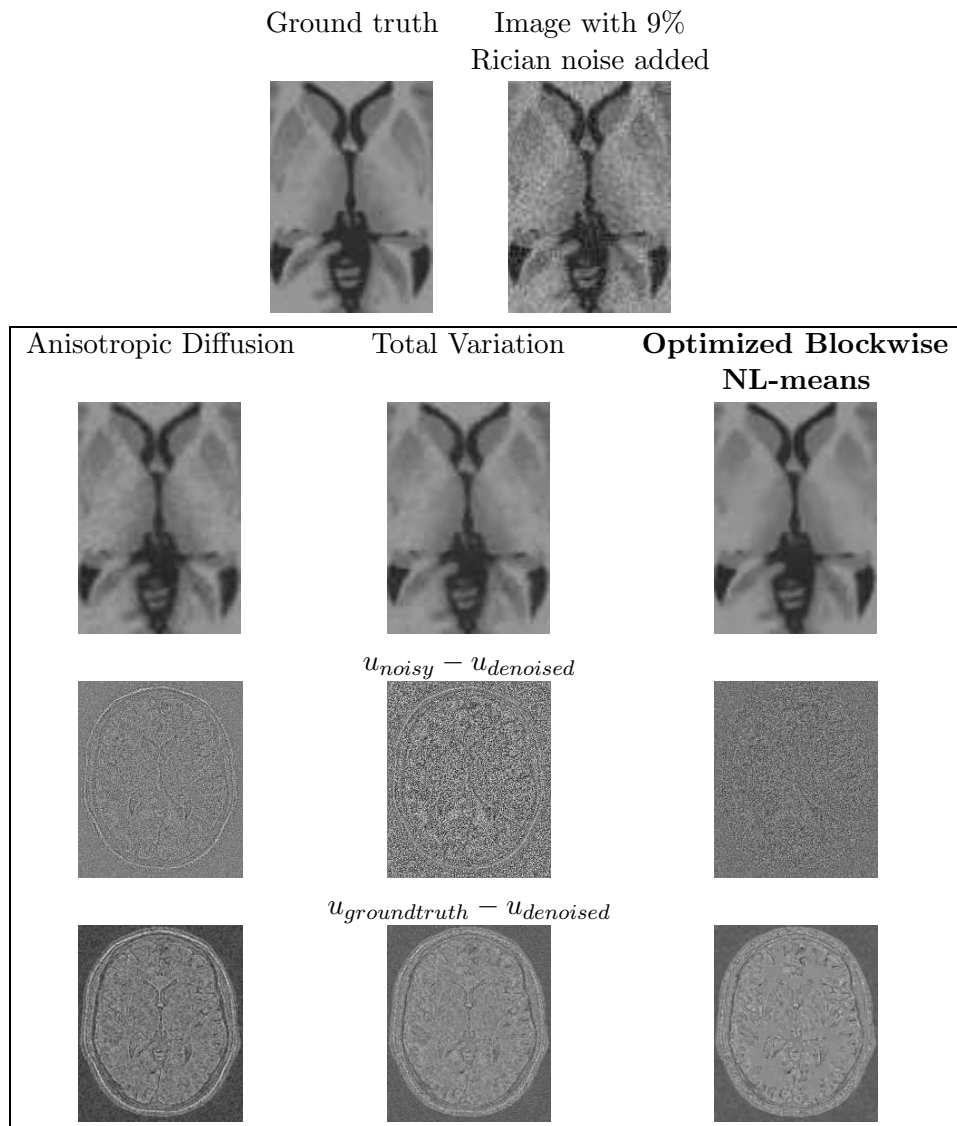 Ground truth
Image with 9%
Rician noise added
Anisotropic Diffusion
Total Variation
Optimized Blockwise
NL-means
u_{noisy} − u_{denoised}
u_{groundtruth} − u_{denoised}